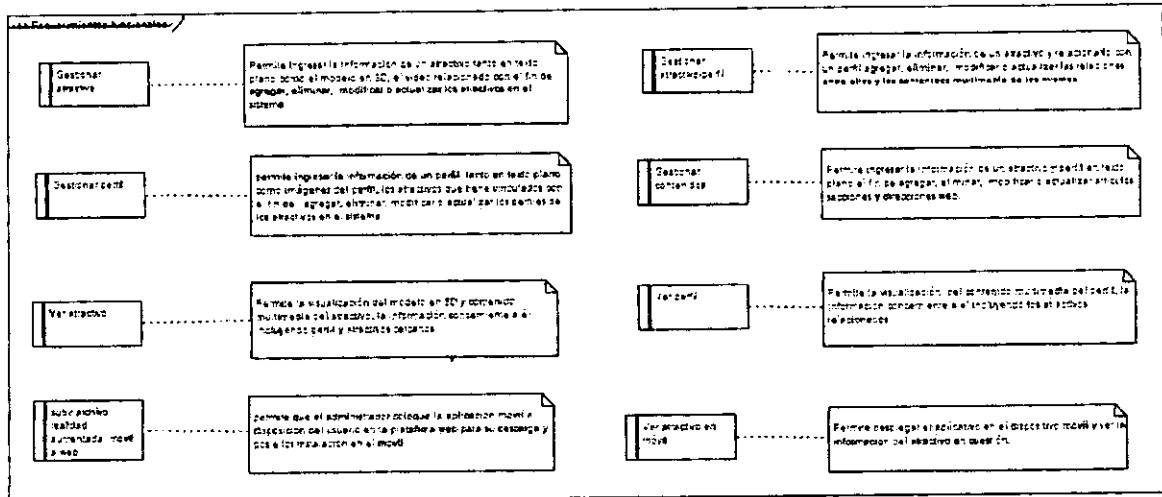 Requerimientos funcionales
Gestionar
atractivo
Permite ingresar la información de un atractivo tanto en texto
plano como el modelo en 3D, el video relacionado con el fin de
agregar, eliminar, modificar o actualizar los atractivos en el
sistema
Gestionar
atractivo perfil
Permite ingresar la información de un atractivo y relacionarlo con
un perfil agregar, eliminar, modificar o actualizar las relaciones
entre ellos y los contenidos multimedia de los mismos
Gestionar perfil
permite ingresar la información de un perfil tanto en texto plano
como imágenes del perfil, los atractivos que tiene vinculados con
el fin de agregar, eliminar, modificar o actualizar los perfiles de
los atractivos en el sistema
Gestionar
contenidos
Permite ingresar la información de un atractivo perfil en texto
plano el fin de agregar, eliminar, modificar o actualizar artículos
secciones y direcciones web.
Ver atractivo
Permite la visualización del modelo en 3D y contenido
multimedia del atractivo, la información concerniente a él
incluyendo perfil y atractivos cercanos
Ver perfil
Permite la visualización del contenido multimedia del perfil, la
información concerniente a el incluyendo los atractivos
relacionados
subir archivo
realidad
aumentada movil
a web
permite que el administrador coloque la aplicación movil a
disposicion del usuario en la plataforma web para su descarga y
instalación en el movil
Ver atractivo en
móvil
Permite desplegar el aplicativo en el dispositivo móvil y ver la
información del atractivo en cuestión.